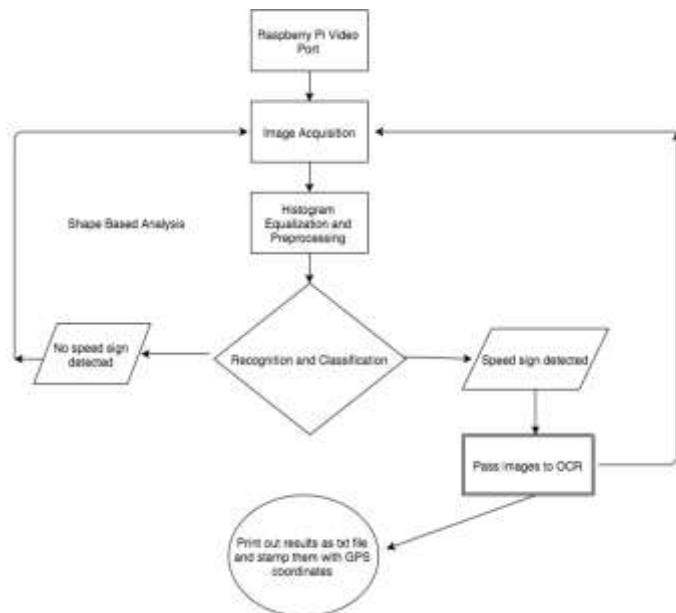 Raspberry Pi Video
Port
Image Acquisition
Histogram
Equalization and
Preprocessing
Shape Based Analysis
No speed sign
detected
Recognition and Classification
Speed sign detected
Pass images to OCR
Print out results as txt file
and stamp them with GPS
coordinates